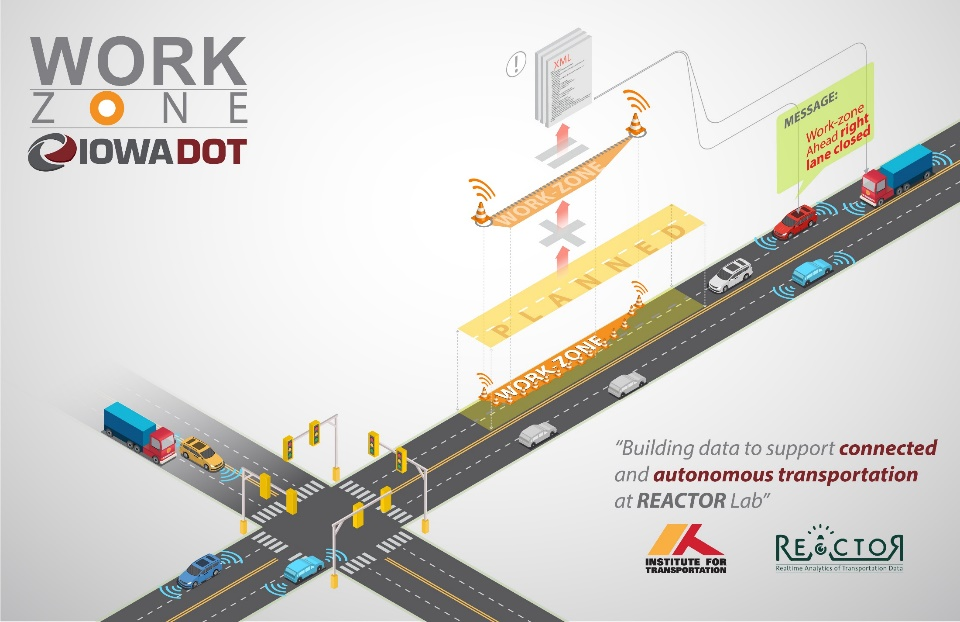 WORK
ZONE
IOWADOT
!
XML
MESSAGE:
Work-zone
Ahead right
lane closed
WORK-ZONE
PLANNED
WORK-ZONE
“Building data to support connected
and autonomous transportation
at REACTOR Lab”
INSTITUTE FOR
TRANSPORTATION
REACTOR
Realtime Analytics of Transportation Data